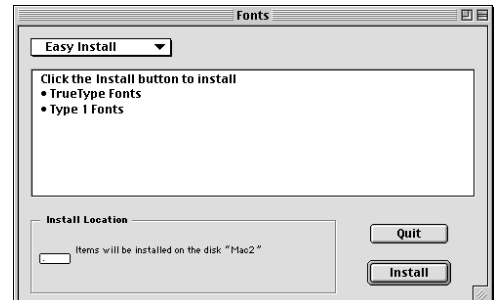 Fonts
Easy Install
Click the Install button to install
• TrueType Fonts
• Type 1 Fonts
Install Location
Items will be installed on the disk "Mac2"
Quit
Install